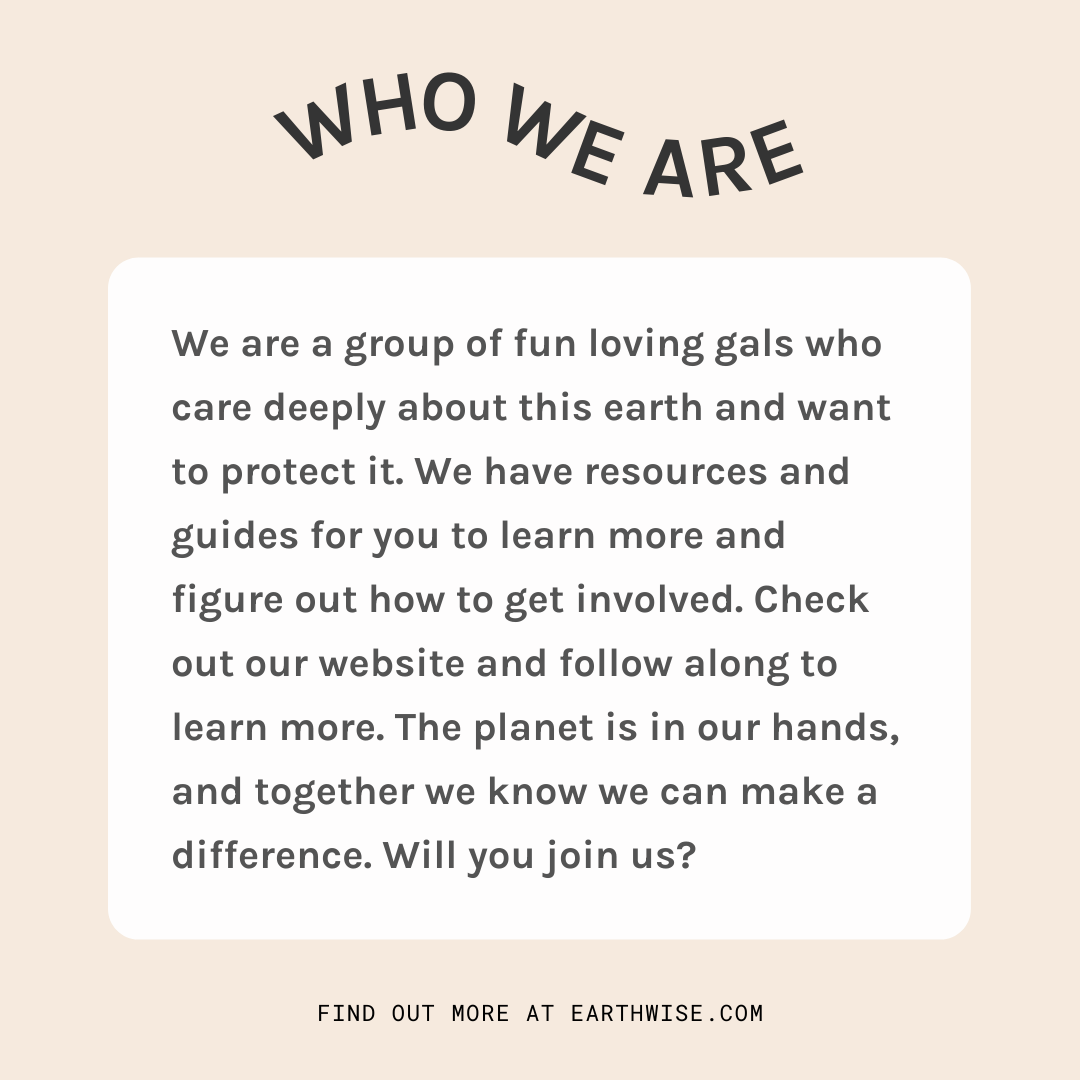 WHO WE ARE
We are a group of fun loving gals who
care deeply about this earth and want
to protect it. We have resources and
guides for you to learn more and
figure out how to get involved. Check
out our website and follow along to
learn more. The planet is in our hands,
and together we know we can make a
difference. Will you join us?
FIND OUT MORE AT EARTHWISE.COM